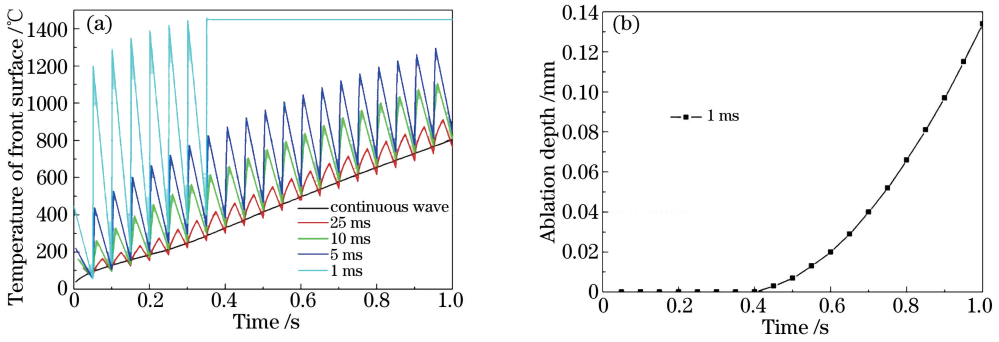 (a)
Temperature of front surface /℃
1400
1200
1000
800
600
400
200
0
0.2
0.4
0.6
0.8
1.0
Time /s
continuous wave
25 ms
10 ms
5 ms
1 ms
(b)
Ablation depth /mm
0.14
0.12
0.10
0.08
0.06
0.04
0.02
0
0
0.2
0.4
0.6
0.8
1.0
Time /s
1 ms